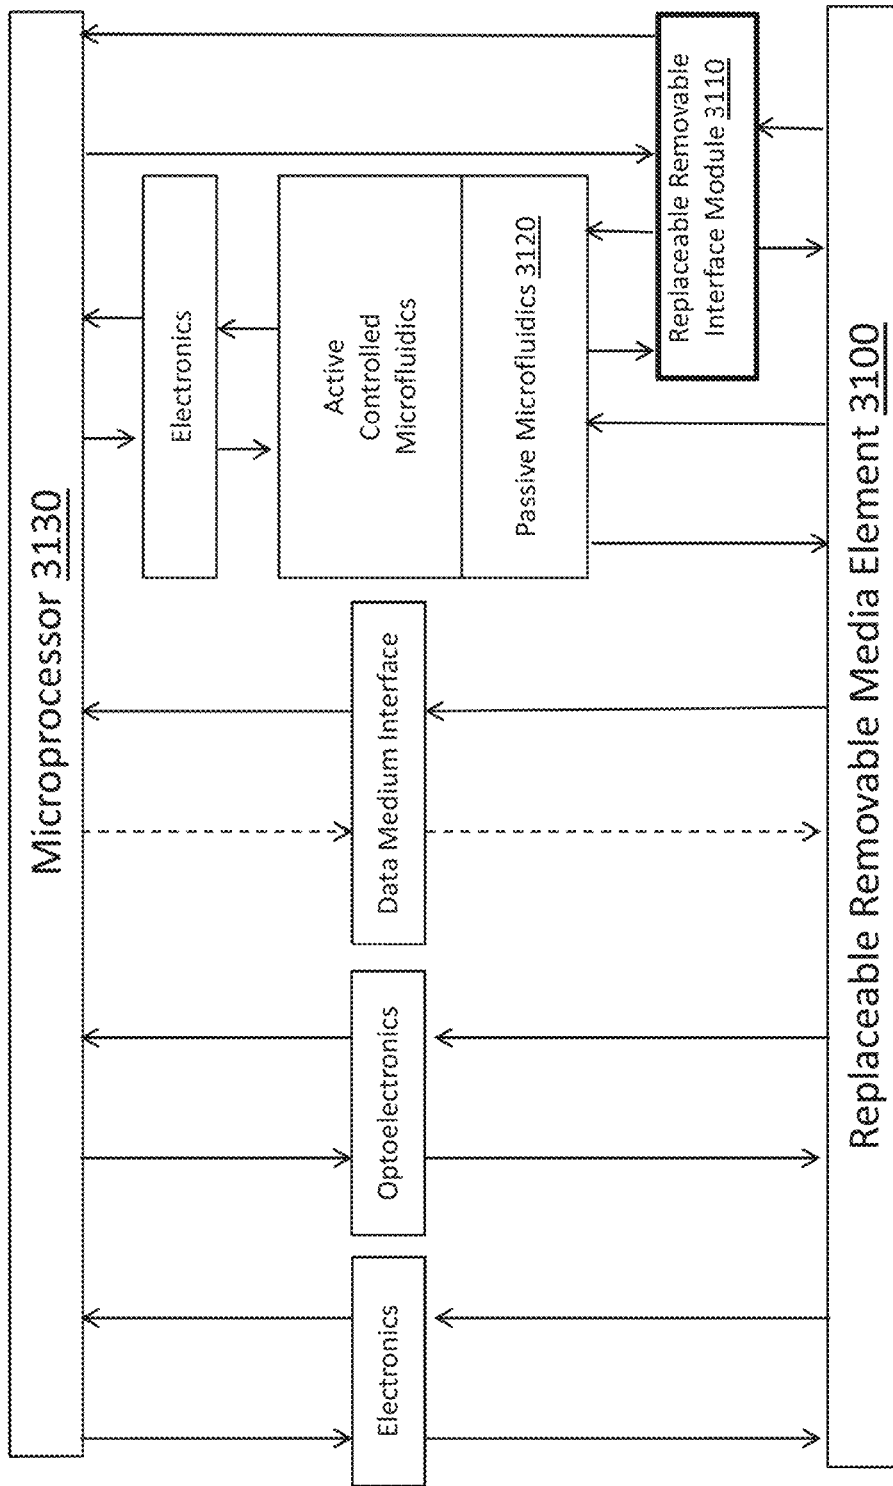 Microprocessor 3130
Electronics
Optoelectronics
Data Medium Interface
Electronics
Active
Controlled
Microfluidics
Passive Microfluidics 3120
Replaceable Removable
Interface Module 3110
Replaceable Removable Media Element 3100